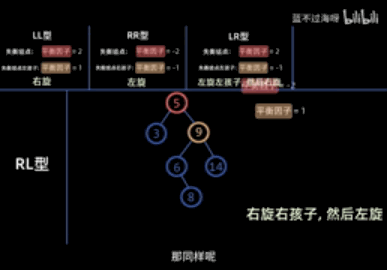 蓝不过海呀 bilibili
LL型
失衡结点: 平衡因子 = 2
失衡结点左孩子: 平衡因子 = 1
右旋
RR型
失衡结点: 平衡因子 = -2
失衡结点右孩子: 平衡因子 = -1
左旋
LR型
失衡结点: 平衡因子 = 2
失衡结点左孩子: 平衡因子 = -1
左旋左孩子, 然后右旋
= -2
平衡因子 = 1
RL型
5
3
9
6
14
8
右旋右孩子, 然后左旋
那同样呢